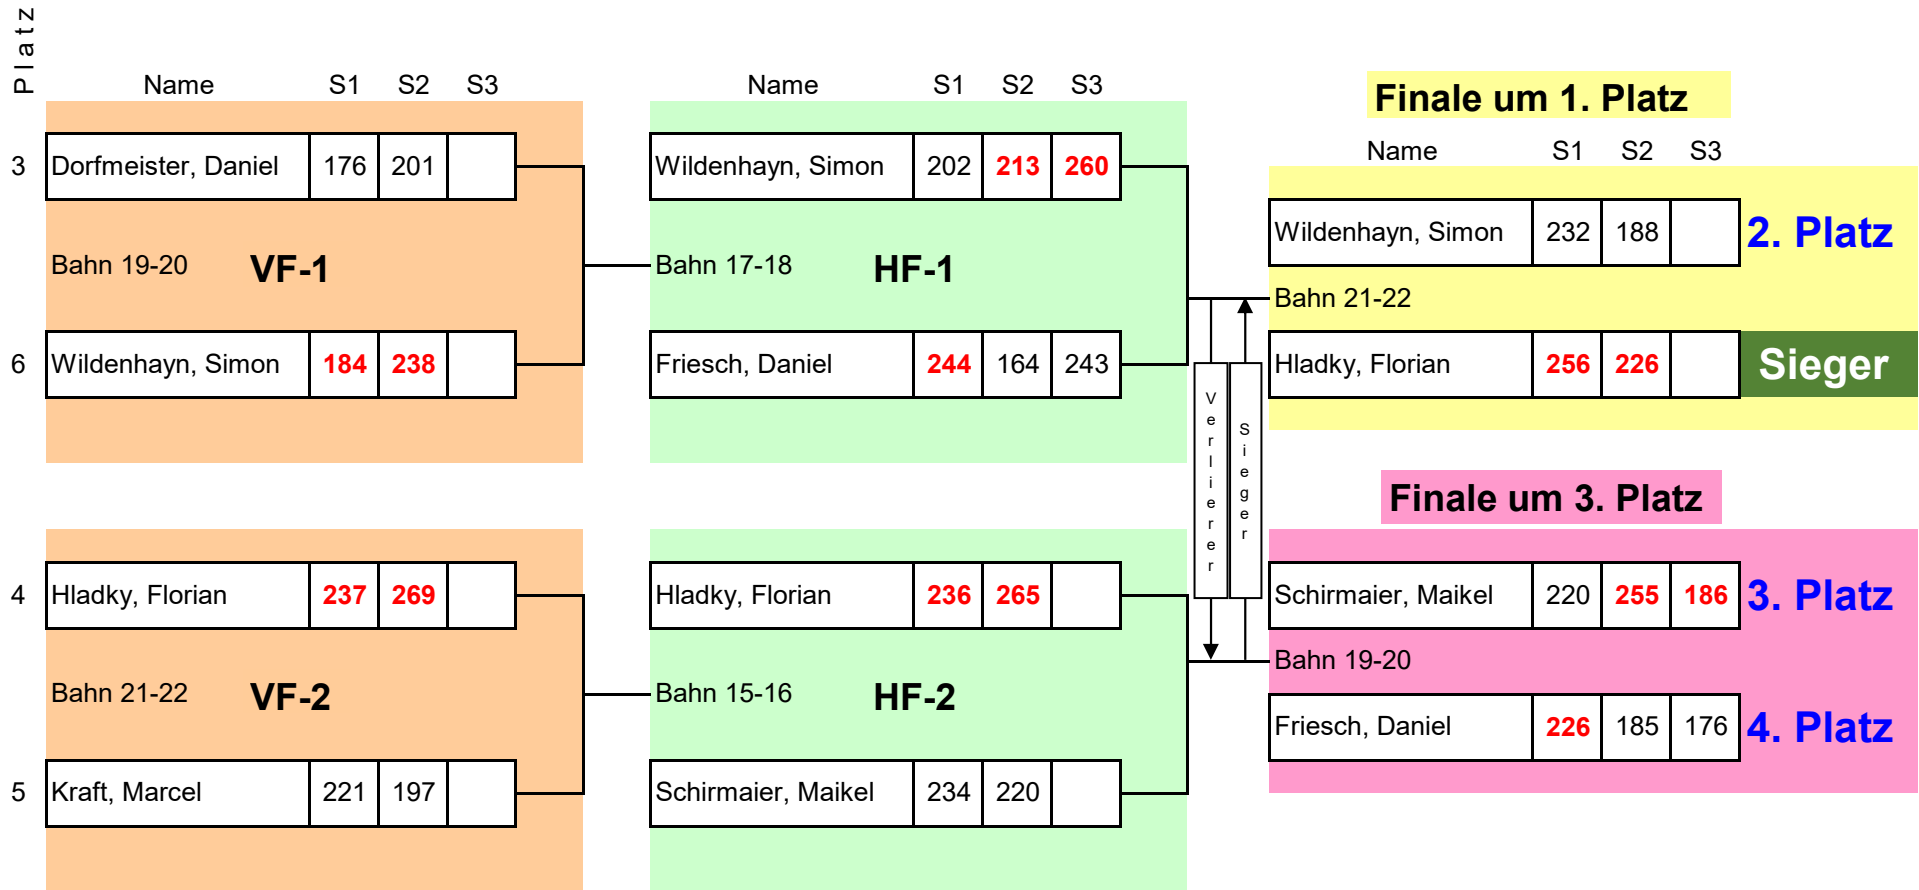 Platz
Name S1 S2 S3
3 Dorfmeister, Daniel 176 201
Bahn 19-20 VF-1
6 Wildenhayn, Simon 184 238
4 Hladky, Florian 237 269
Bahn 21-22 VF-2
5 Kraft, Marcel 221 197
Name S1 S2 S3
Wildenhayn, Simon 202 213 260
Bahn 17-18 HF-1
Friesch, Daniel 244 164 243
Hladky, Florian 236 265
Bahn 15-16 HF-2
Schirmaier, Maikel 234 220
Verlierer
Sieger
Finale um 1. Platz
Name S1 S2 S3
Wildenhayn, Simon 232 188 2. Platz
Bahn 21-22
Hladky, Florian 256 226 Sieger
Finale um 3. Platz
Schirmaier, Maikel 220 255 186 3. Platz
Bahn 19-20
Friesch, Daniel 226 185 176 4. Platz